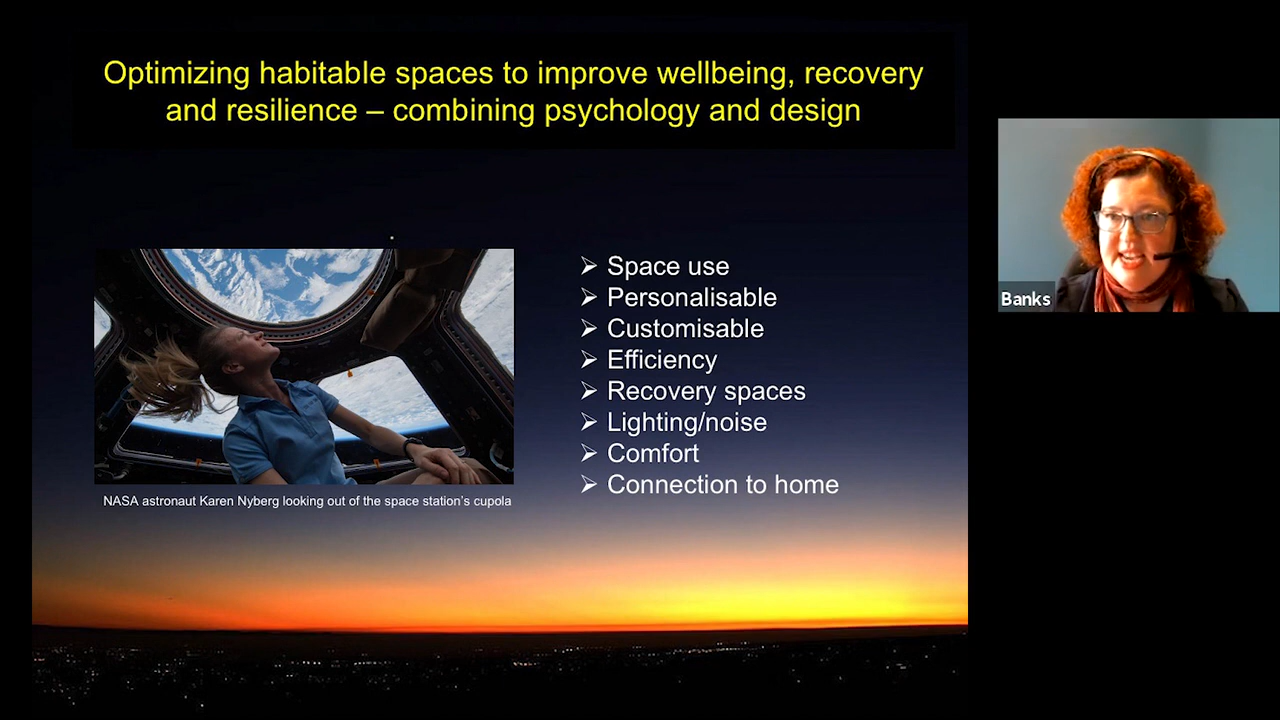 Optimizing habitable spaces to improve wellbeing, recovery
and resilience – combining psychology and design
➢ Space use
➢ Personalisable
➢ Customisable
➢ Efficiency
➢ Recovery spaces
➢ Lighting/noise
➢ Comfort
➢ Connection to home
NASA astronaut Karen Nyberg looking out of the space station’s cupola
Banks